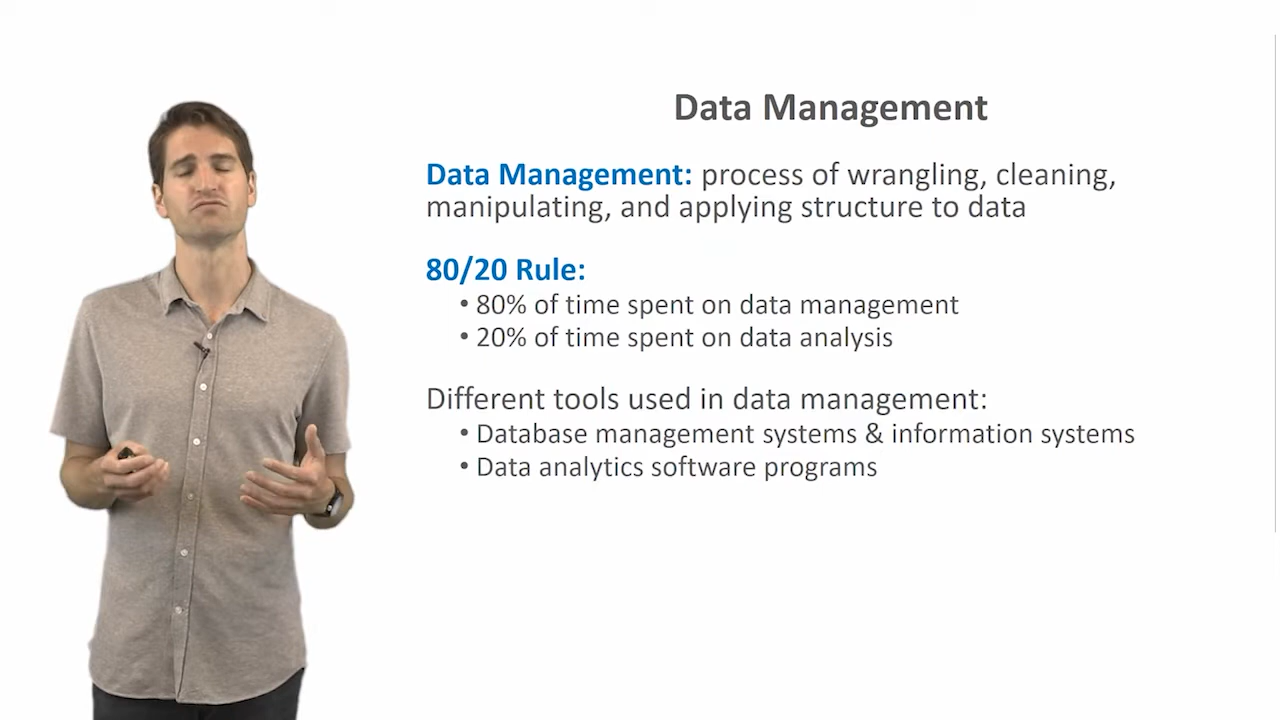 Data Management
Data Management: process of wrangling, cleaning,
manipulating, and applying structure to data
80/20 Rule:
• 80% of time spent on data management
• 20% of time spent on data analysis
Different tools used in data management:
• Database management systems & information systems
• Data analytics software programs